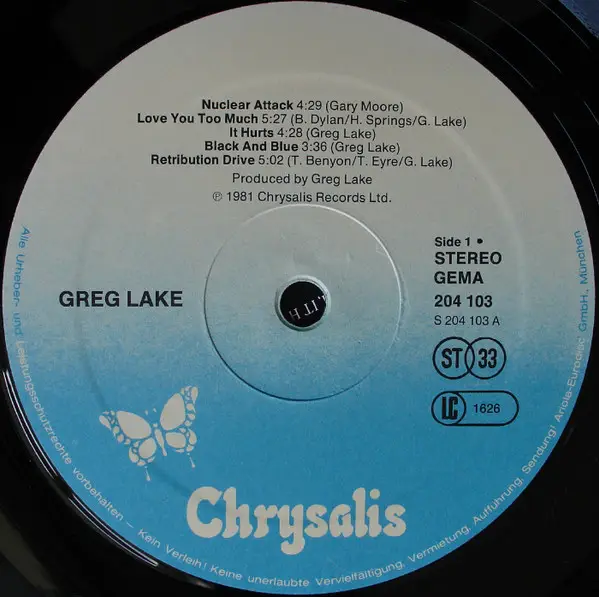 Nuclear Attack 4:29 (Gary Moore)
Love You Too Much 5:27 (B. Dylan/H. Springs/G. Lake)
It Hurts 4:28 (Greg Lake)
Black And Blue 3:36 (Greg Lake)
Retribution Drive 5:02 (T. Benyon/T. Eyre/G. Lake)
Produced by Greg Lake
℗ 1981 Chrysalis Records Ltd.
Side 1 •
STEREO
GEMA
GREG LAKE
204 103
S 204 103 A
ST 33
LC 1626
Chrysalis
Alle Urheber- und Leistungsschutzrechte vorbehalten – Kein Verleih! Keine unerlaubte Vervielfältigung, Vermietung, Aufführung, Sendung! Ariola-Eurodisc GmbH., München